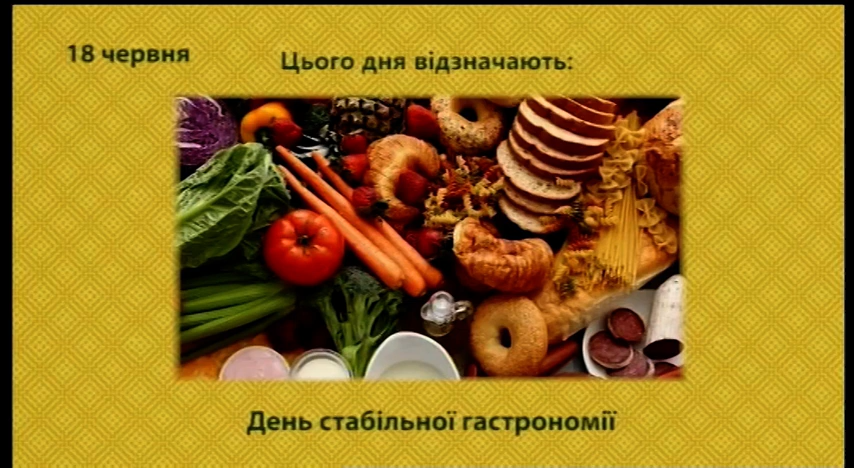 18 червня
Цього дня відзначають:
День стабільної гастрономії